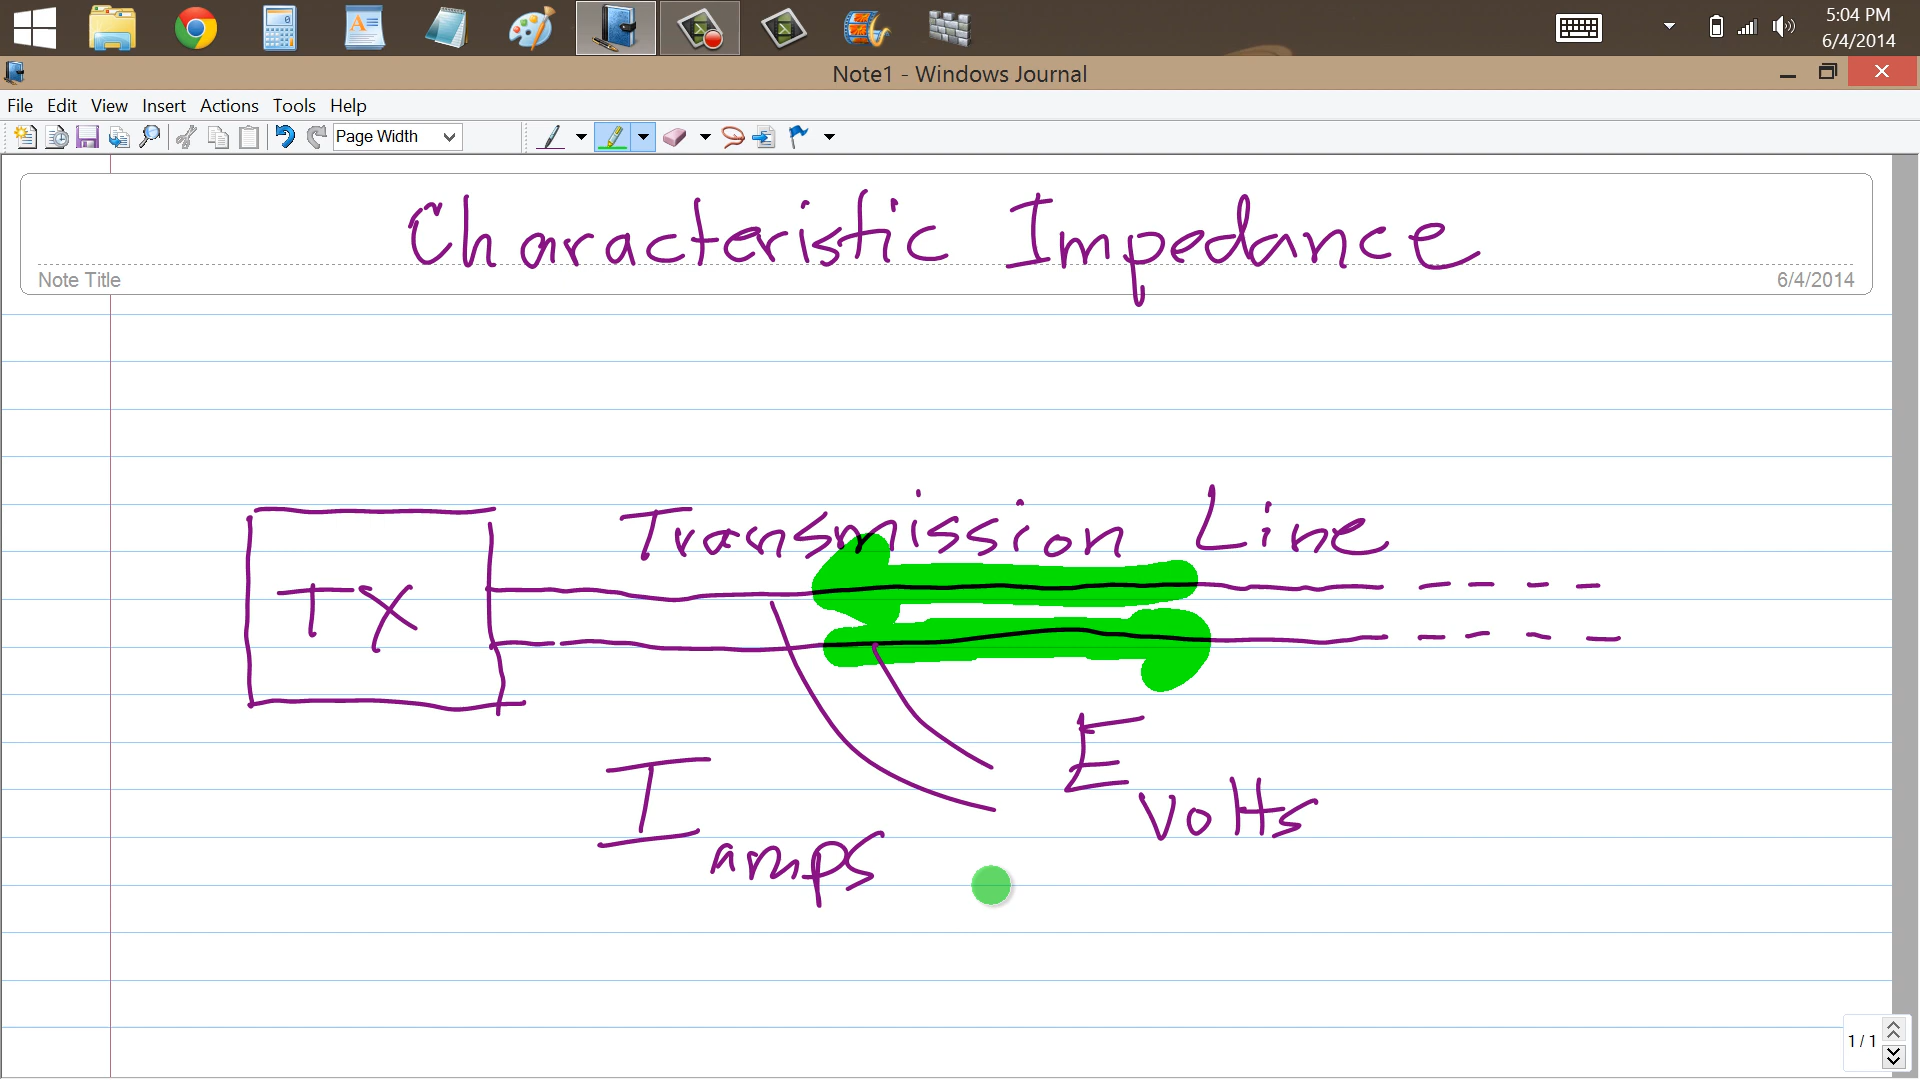 5:04 PM
6/4/2014
Note1 - Windows Journal
File Edit View Insert Actions Tools Help
Page Width
Characteristic Impedance
Note Title 6/4/2014
Transmission Line
TX
E volts
I amps
1 / 1